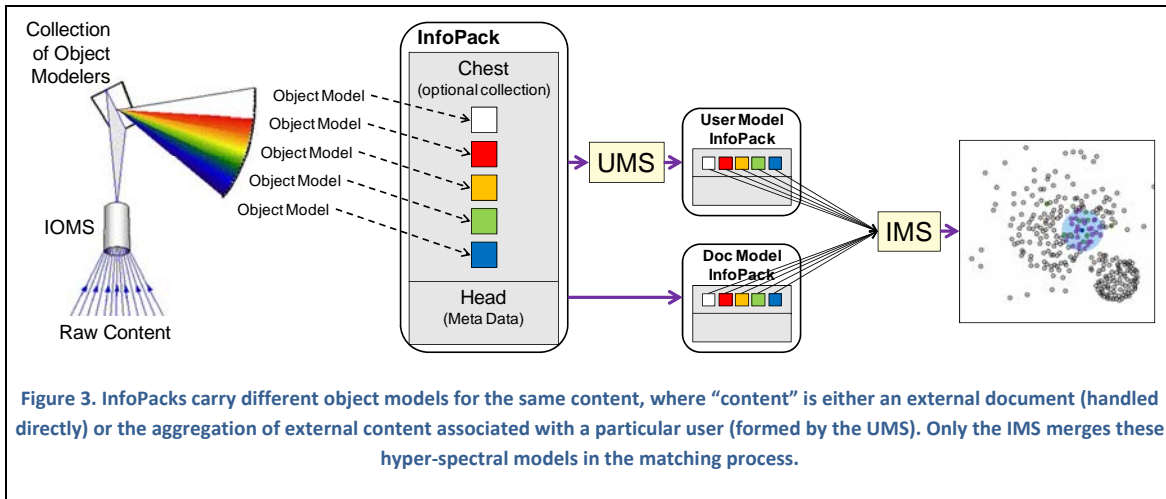 Collection
of Object
Modelers
IOMS
Raw Content
InfoPack
Chest
(optional collection)
Object Model
Object Model
Object Model
Object Model
Object Model
Head
(Meta Data)
UMS
User Model
InfoPack
Doc Model
InfoPack
IMS
Figure 3. InfoPacks carry different object models for the same content, where “content” is either an external document (handled
directly) or the aggregation of external content associated with a particular user (formed by the UMS). Only the IMS merges these
hyper-spectral models in the matching process.